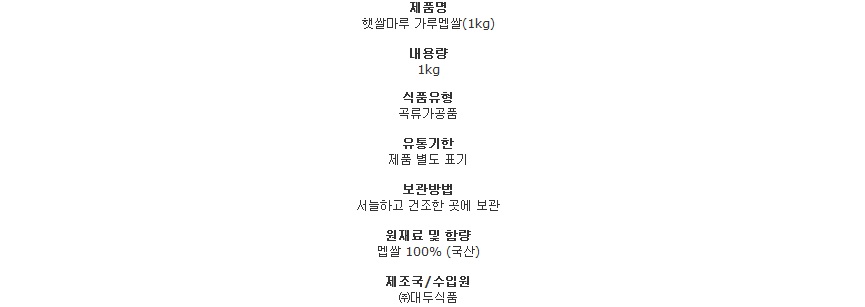 제품명
햇쌀마루 가루멥쌀(1kg)
내용량
1kg
식품유형
곡류가공품
유통기한
제품 별도 표기
보관방법
서늘하고 건조한 곳에 보관
원재료 및 함량
멥쌀 100% (국산)
제조국/수입원
㈜대두식품